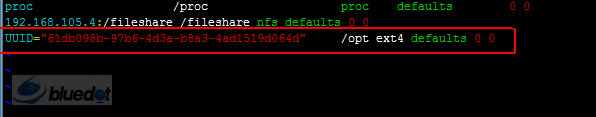 proc /proc proc defaults 0 0
192.168.105.4:/fileshare /fileshare nfs defaults 0 0
UUID="61db098b-97b6-4d3a-b8a3-4ad1519d064d" /opt ext4 defaults 0 0
~
~
~
~
bluedot